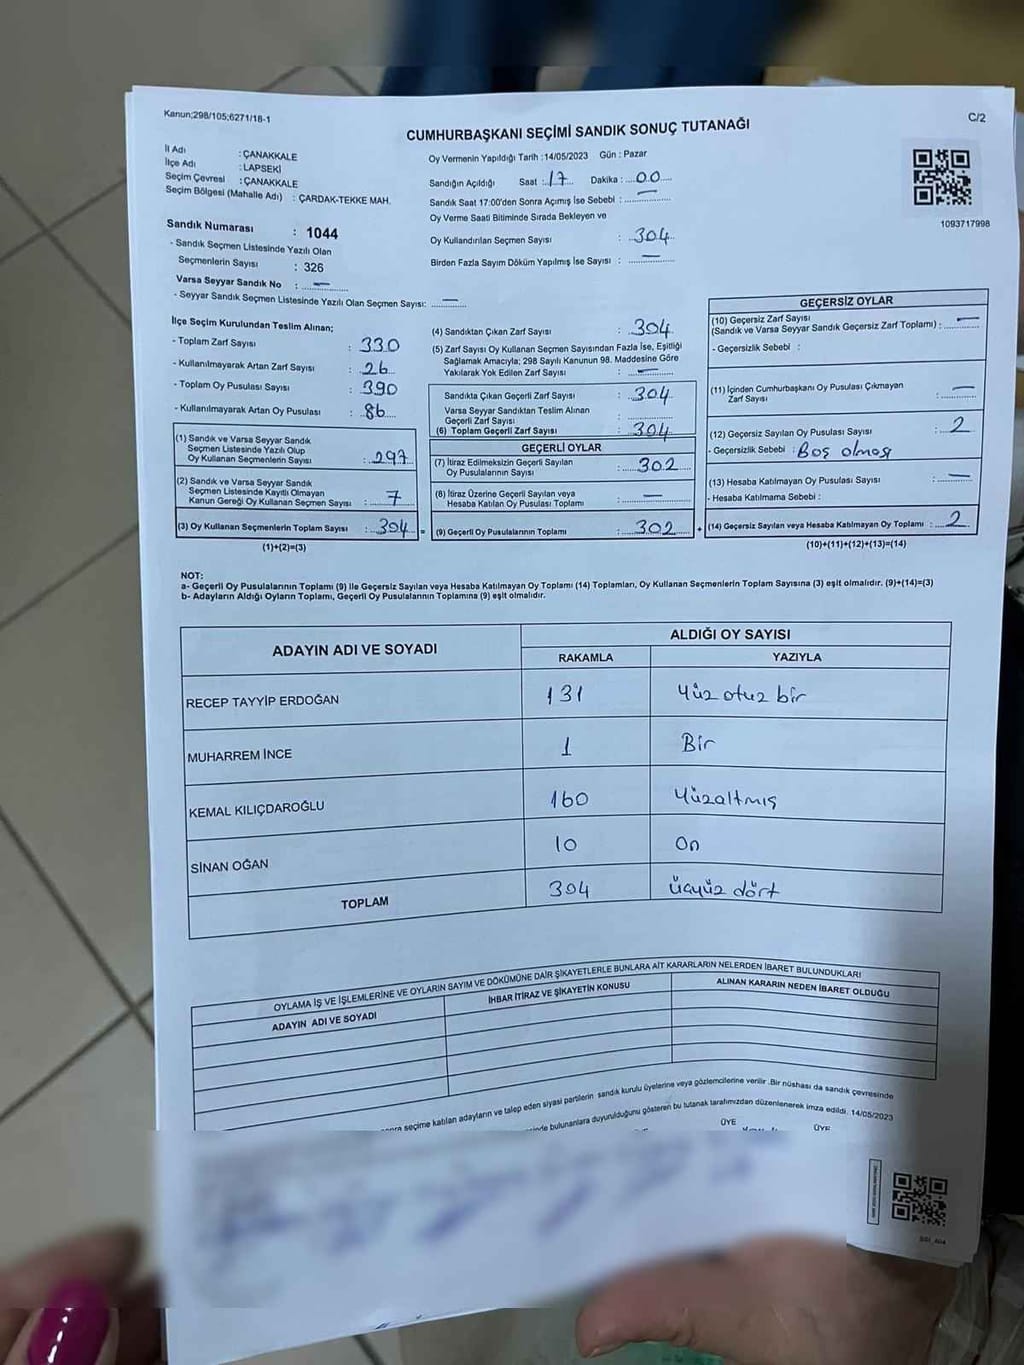 Kanun;298/105;6271/18-1
C/2
CUMHURBAŞKANI SEÇİMİ SANDIK SONUÇ TUTANAĞI
İl Adı : ÇANAKKALE
İlçe Adı : LAPSEKİ
Seçim Çevresi : ÇANAKKALE
Seçim Bölgesi (Mahalle Adı) : ÇARDAK-TEKKE MAH.
Sandık Numarası : 1044
- Sandık Seçmen Listesinde Yazılı Olan
Seçmenlerin Sayısı : 326
Varsa Seyyar Sandık No : —
- Seyyar Sandık Seçmen Listesinde Yazılı Olan Seçmen Sayısı: —
Oy Vermenin Yapıldığı Tarih :14/05/2023 Gün : Pazar
Sandığın Açıldığı Saat :17 Dakika :00
Sandık Saat 17:00'den Sonra Açımış İse Sebebi : —
Oy Verme Saati Bitiminde Sırada Bekleyen ve
Oy Kullandırılan Seçmen Sayısı : 304
Birden Fazla Sayım Döküm Yapılmış İse Sayısı : —
1093717998
İlçe Seçim Kurulundan Teslim Alınan;
- Toplam Zarf Sayısı : 330
- Kullanılmayarak Artan Zarf Sayısı : 26
- Toplam Oy Pusulası Sayısı : 390
- Kullanılmayarak Artan Oy Pusulası : 86
(1) Sandık ve Varsa Seyyar Sandık
Seçmen Listesinde Yazılı Olup
Oy Kullanan Seçmenlerin Sayısı : 297
(2) Sandık ve Varsa Seyyar Sandık
Seçmen Listesinde Kayıtlı Olmayan
Kanun Gereği Oy Kullanan Seçmen Sayısı : 7
(3) Oy Kullanan Seçmenlerin Toplam Sayısı : 304 =
(1)+(2)=(3)
(4) Sandıktan Çıkan Zarf Sayısı : 304
(5) Zarf Sayısı Oy Kullanan Seçmen Sayısından Fazla İse, Eşitliği
Sağlamak Amacıyla; 298 Sayılı Kanunun 98. Maddesine Göre
Yakılarak Yok Edilen Zarf Sayısı : —
Sandıkta Çıkan Geçerli Zarf Sayısı : 304
Varsa Seyyar Sandıktan Teslim Alınan
Geçerli Zarf Sayısı :
(6) Toplam Geçerli Zarf Sayısı : 304
GEÇERLİ OYLAR
(7) İtiraz Edilmeksizin Geçerli Sayılan
Oy Pusulalarının Sayısı : 302
(8) İtiraz Üzerine Geçerli Sayılan veya
Hesaba Katılan Oy Pusulası Toplamı : —
(9) Geçerli Oy Pusulalarının Toplamı : 302 +
GEÇERSİZ OYLAR
(10) Geçersiz Zarf Sayısı
(Sandık ve Varsa Seyyar Sandık Geçersiz Zarf Toplamı) : —
- Geçersizlik Sebebi :
(11) İçinden Cumhurbaşkanı Oy Pusulası Çıkmayan
Zarf Sayısı : —
(12) Geçersiz Sayılan Oy Pusulası Sayısı : 2
- Geçersizlik Sebebi : Boş olması
(13) Hesaba Katılmayan Oy Pusulası Sayısı : —
- Hesaba Katılmama Sebebi :
(14) Geçersiz Sayılan veya Hesaba Katılmayan Oy Toplamı : 2
(10)+(11)+(12)+(13)=(14)
NOT:
a- Geçerli Oy Pusulalarının Toplamı (9) ile Geçersiz Sayılan veya Hesaba Katılmayan Oy Toplamı (14) Toplamları, Oy Kullanan Seçmenlerin Toplam Sayısına (3) eşit olmalıdır. (9)+(14)=(3)
b- Adayların Aldığı Oyların Toplamı, Geçerli Oy Pusulalarının Toplamına (9) eşit olmalıdır.
ADAYIN ADI VE SOYADI ALDIĞI OY SAYISI
RAKAMLA YAZIYLA
RECEP TAYYİP ERDOĞAN 131 Yüz otuz bir
MUHARREM İNCE 1 Bir
KEMAL KILIÇDAROĞLU 160 Yüzaltmış
SİNAN OĞAN 10 On
TOPLAM 304 üçyüz dört
OYLAMA İŞ VE İŞLEMLERİNE VE OYLARIN SAYIM VE DÖKÜMÜNE DAİR ŞİKAYETLERLE BUNLARA AİT KARARLARIN NELERDEN İBARET BULUNDUKLARI
ADAYIN ADI VE SOYADI İHBAR İTİRAZ VE ŞİKAYETİN KONUSU ALINAN KARARIN NEDEN İBARET OLDUĞU
seçime katılan adayların ve talep eden siyasi partilerin sandık kurulu üyelerine veya gözlemcilerine verilir .Bir nüshası da sandık çevresinde
bulunanlara duyurulduğunu gösteren bu tutanak tarafımızdan düzenlenerek imza edildi. 14/05/2023
ÜYE ÜYE